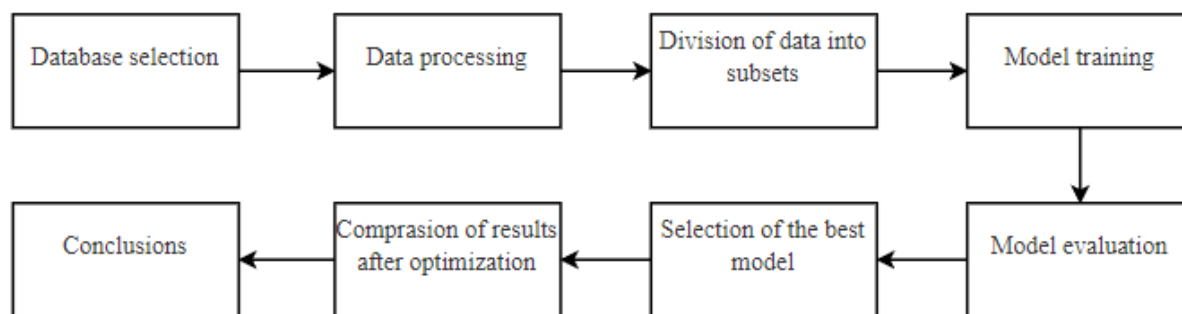 Database selection
Data processing
Division of data into
subsets
Model training
Model evaluation
Selection of the best
model
Comprasion of results
after optimization
Conclusions